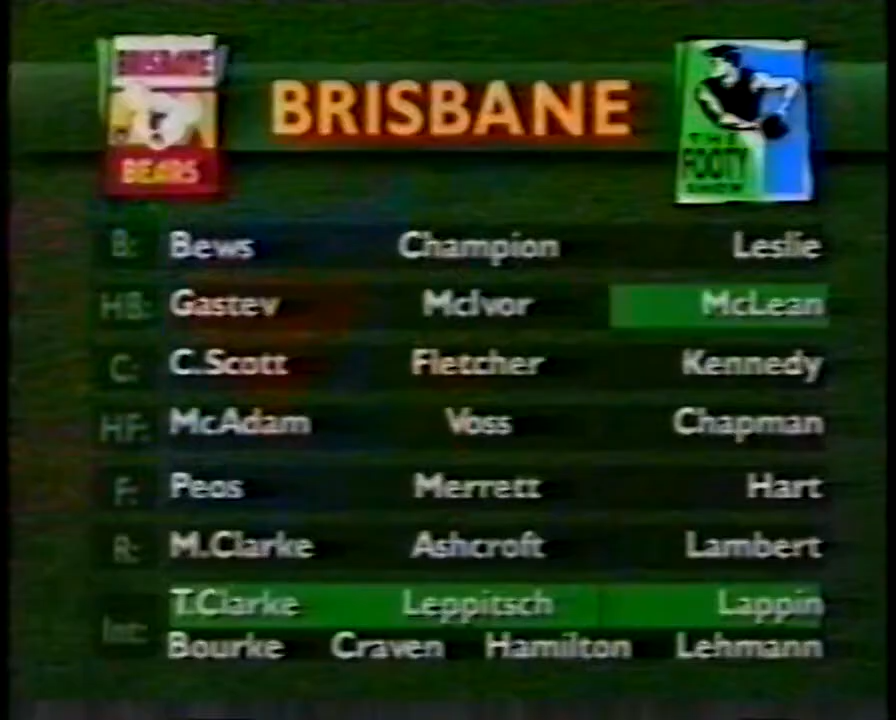 BRISBANE
BEARS
BRISBANE
THE
FOOTY
SHOW
B: Bews Champion Leslie
HB: Gastev McIvor McLean
C: C.Scott Fletcher Kennedy
HF: McAdam Voss Chapman
F: Peos Merrett Hart
R: M.Clarke Ashcroft Lambert
Int: T.Clarke Leppitsch Lappin
Bourke Craven Hamilton Lehmann